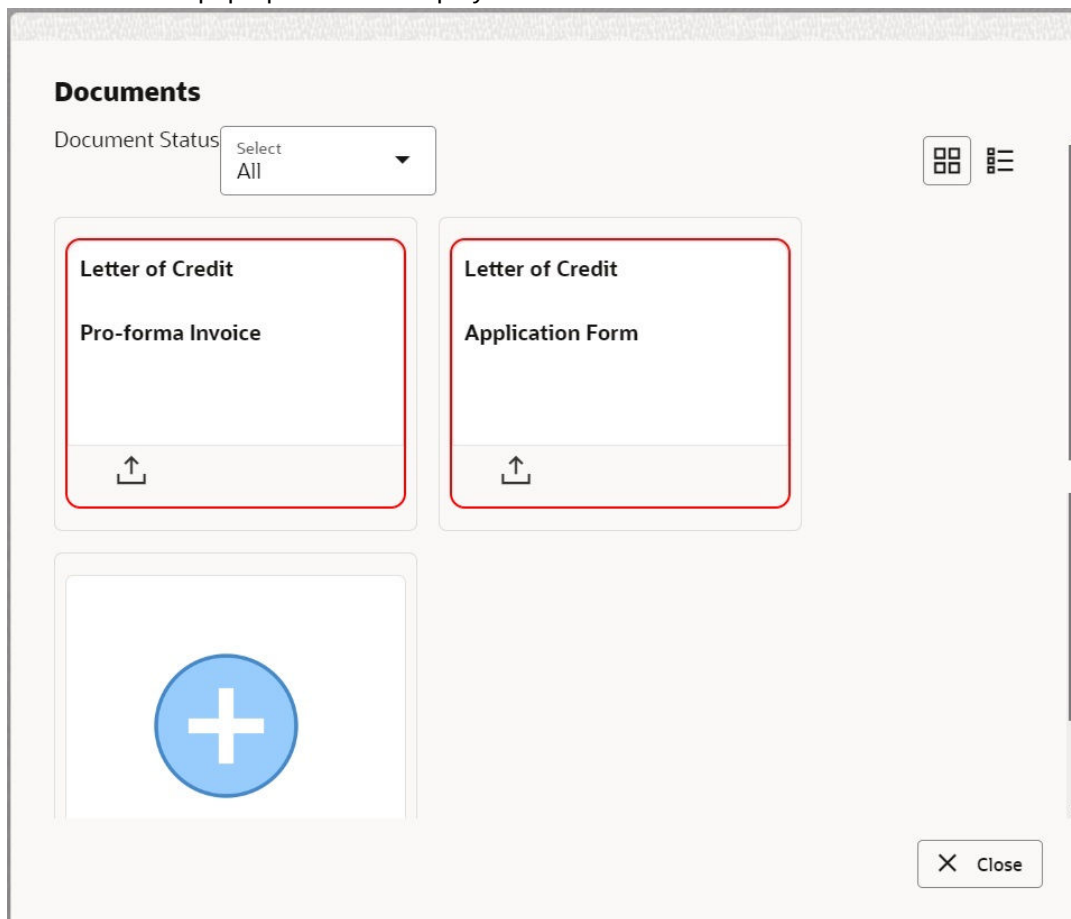 Documents
Document Status
Select
All
Letter of Credit
Pro-forma Invoice
Letter of Credit
Application Form
Close